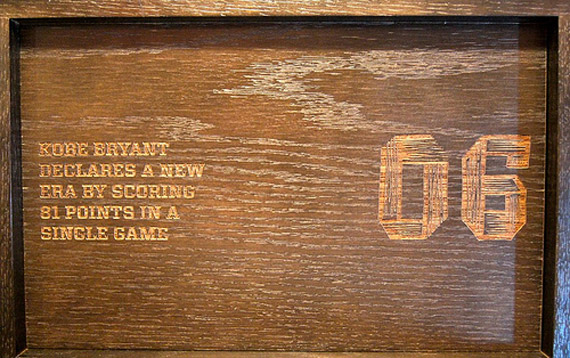 KOBE BRYANT
DECLARES A NEW
ERA BY SCORING
81 POINTS IN A
SINGLE GAME
06